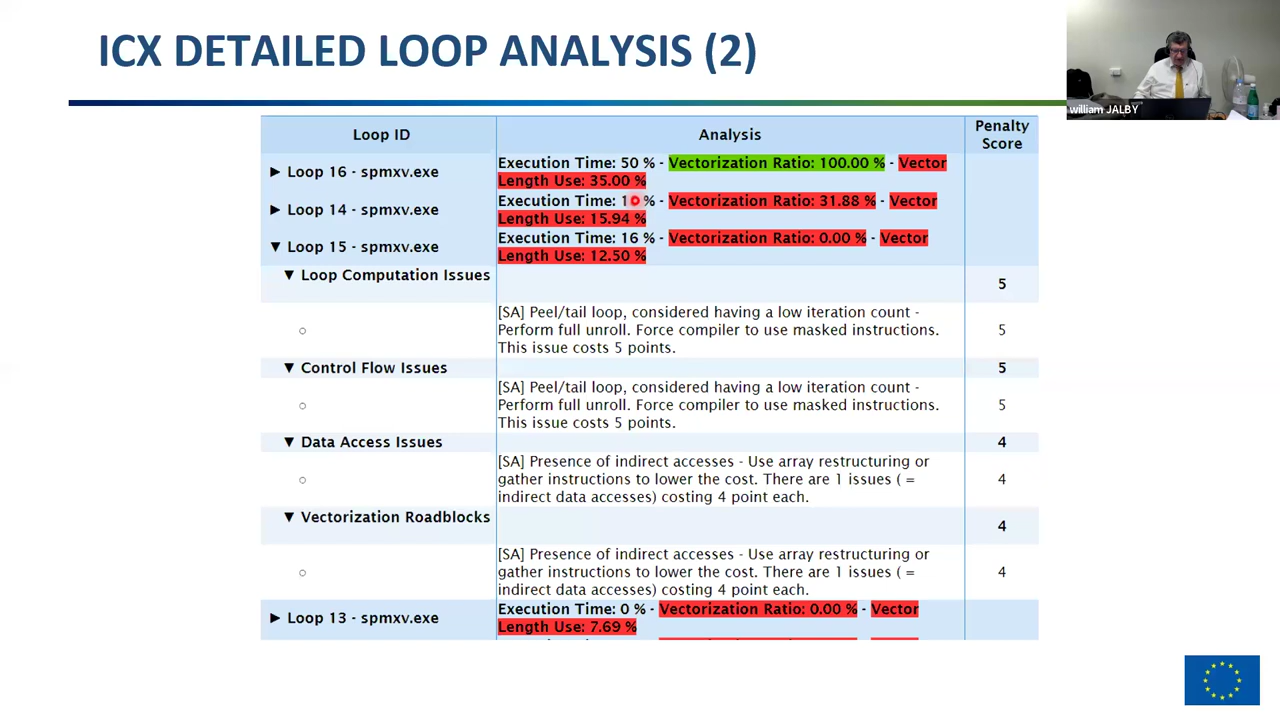 ICX DETAILED LOOP ANALYSIS (2)
william JALBY
Loop ID
Analysis
Penalty
Score
▶ Loop 16 - spmxv.exe
Execution Time: 50 % - Vectorization Ratio: 100.00 % - Vector
Length Use: 35.00 %
▶ Loop 14 - spmxv.exe
Execution Time: % - Vectorization Ratio: 31.88 % - Vector
Length Use: 15.94 %
▼ Loop 15 - spmxv.exe
Execution Time: 16 % - Vectorization Ratio: 0.00 % - Vector
Length Use: 12.50 %
▼ Loop Computation Issues
5
[SA] Peel/tail loop, considered having a low iteration count -
Perform full unroll. Force compiler to use masked instructions.
This issue costs 5 points.
5
▼ Control Flow Issues
5
[SA] Peel/tail loop, considered having a low iteration count -
Perform full unroll. Force compiler to use masked instructions.
This issue costs 5 points.
5
▼ Data Access Issues
4
[SA] Presence of indirect accesses - Use array restructuring or
gather instructions to lower the cost. There are 1 issues ( =
indirect data accesses) costing 4 point each.
4
▼ Vectorization Roadblocks
4
[SA] Presence of indirect accesses - Use array restructuring or
gather instructions to lower the cost. There are 1 issues ( =
indirect data accesses) costing 4 point each.
4
▶ Loop 13 - spmxv.exe
Execution Time: 0 % - Vectorization Ratio: 0.00 % - Vector
Length Use: 7.69 %